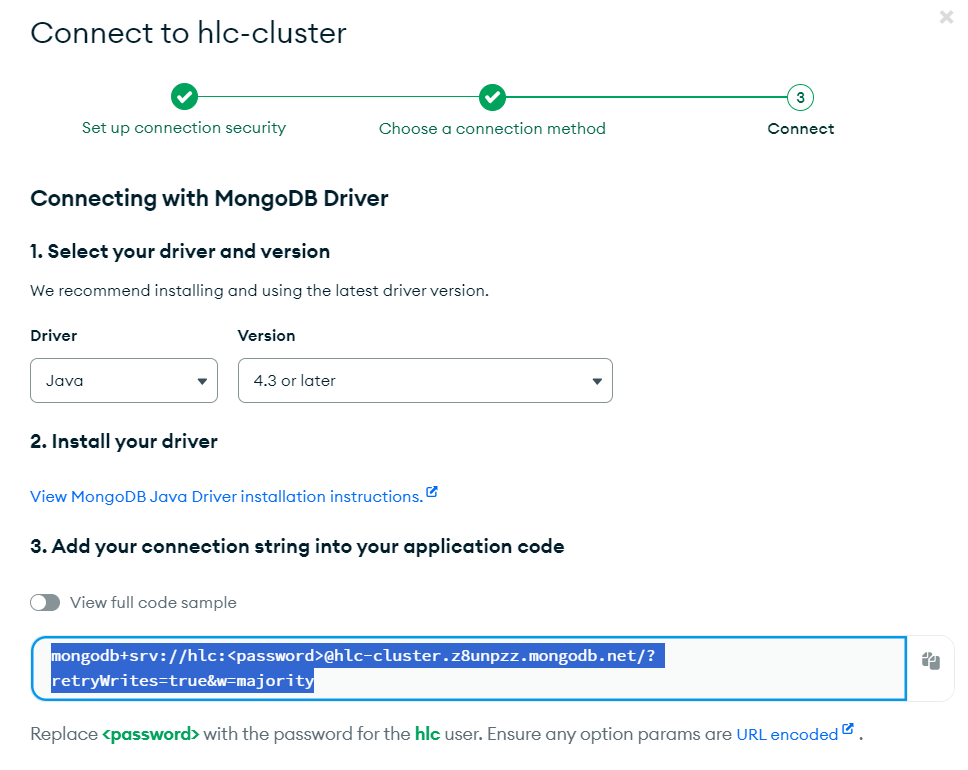 Connect to hlc-cluster
3
Set up connection security
Choose a connection method
Connect
Connecting with MongoDB Driver
1. Select your driver and version
We recommend installing and using the latest driver version.
Driver
Version
Java
4.3 or later
2. Install your driver
View MongoDB Java Driver installation instructions.
3. Add your connection string into your application code
View full code sample
mongodb+srv://hlc:<password>@hlc-cluster.z8unpzz.mongodb.net/?
retryWrites=true&w=majority
Replace <password> with the password for the hlc user. Ensure any option params are URL encoded .